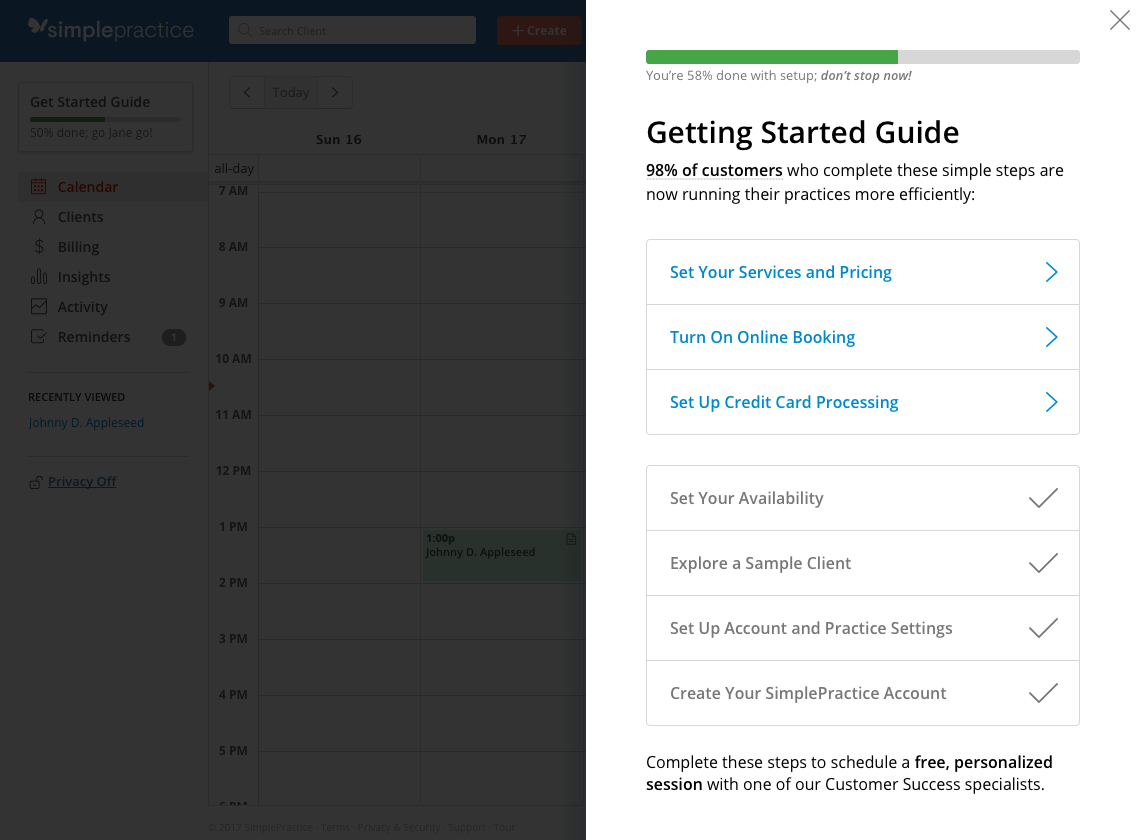 simplepractice
Search Client
+ Create
Get Started Guide
50% done; go Jane go!
Calendar
Clients
Billing
Insights
Activity
Reminders 1
RECENTLY VIEWED
Johnny D. Appleseed
Privacy Off
Today
Sun 16 Mon 17
all-day
7 AM
8 AM
9 AM
10 AM
11 AM
12 PM
1 PM
1:00p
Johnny D. Appleseed
2 PM
3 PM
4 PM
5 PM
6 PM
© 2017 SimplePractice · Terms · Privacy & Security · Support · Tour
You’re 58% done with setup; don’t stop now!
Getting Started Guide
98% of customers who complete these simple steps are
now running their practices more efficiently:
Set Your Services and Pricing
Turn On Online Booking
Set Up Credit Card Processing
Set Your Availability
Explore a Sample Client
Set Up Account and Practice Settings
Create Your SimplePractice Account
Complete these steps to schedule a free, personalized
session with one of our Customer Success specialists.